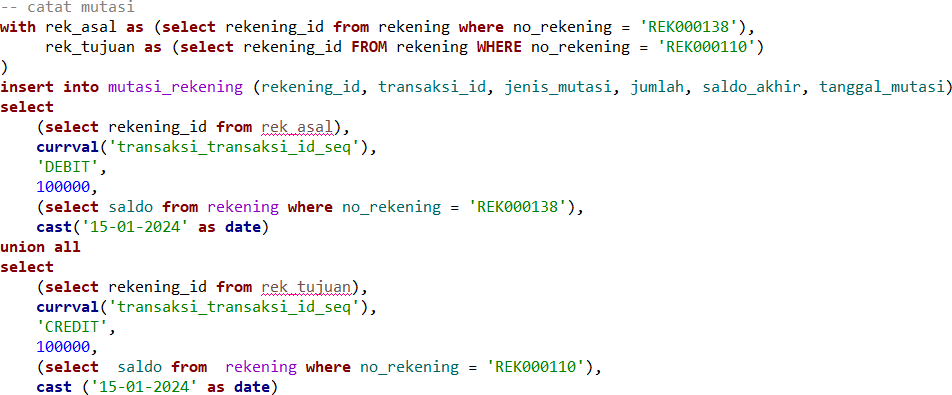 -- catat mutasi
with rek_asal as (select rekening_id from rekening where no_rekening = 'REK000138'),
     rek_tujuan as (select rekening_id FROM rekening WHERE no_rekening = 'REK000110')
)
insert into mutasi_rekening (rekening_id, transaksi_id, jenis_mutasi, jumlah, saldo_akhir, tanggal_mutasi)
select
    (select rekening_id from rek_asal),
    currval('transaksi_transaksi_id_seq'),
    'DEBIT',
    100000,
    (select saldo from rekening where no_rekening = 'REK000138'),
    cast('15-01-2024' as date)
union all
select
    (select rekening_id from rek_tujuan),
    currval('transaksi_transaksi_id_seq'),
    'CREDIT',
    100000,
    (select  saldo from  rekening where no_rekening = 'REK000110'),
    cast ('15-01-2024' as date)